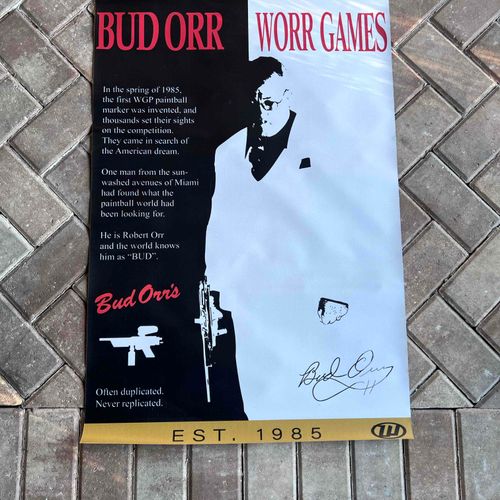 BUD ORR WORR GAMES
In the spring of 1985,
the first WGP paintball
marker was invented, and
thousands set their sights
on the competition.
They came in search of
the American dream.
One man from the sun-
washed avenues of Miami
had found what the
paintball world had
been looking for.
He is Robert Orr
and the world knows
him as "BUD".
Bud Orr's
Often duplicated.
Never replicated.
Bud Orr
EST. 1985